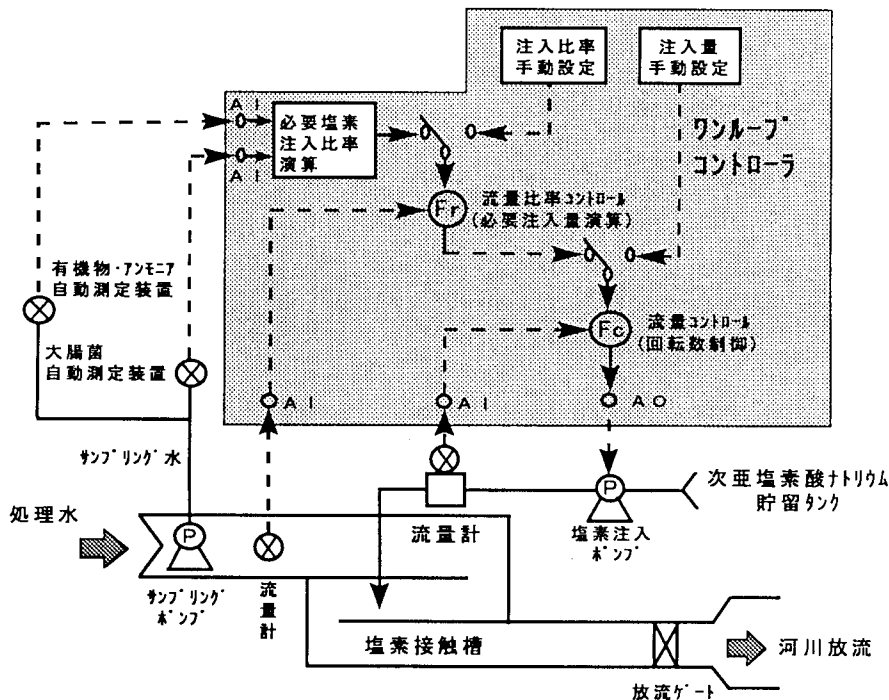 注入比率
手動設定
注入量
手動設定
AI
必要塩素
注入比率
演算
AI
ワンループ
コントローラ
Fr
流量比率コントロール
(必要注入量演算)
有機物・アンモニア
自動測定装置
Fc
流量コントロール
(回転数制御)
大腸菌
自動測定装置
AI
AI
AO
サンプリング水
P
次亜塩素酸ナトリウム
貯留タンク
処理水
P
流量計
塩素注入
ポンプ
サンプリング
ポンプ
流量計
塩素接触槽
河川放流
放流ゲート